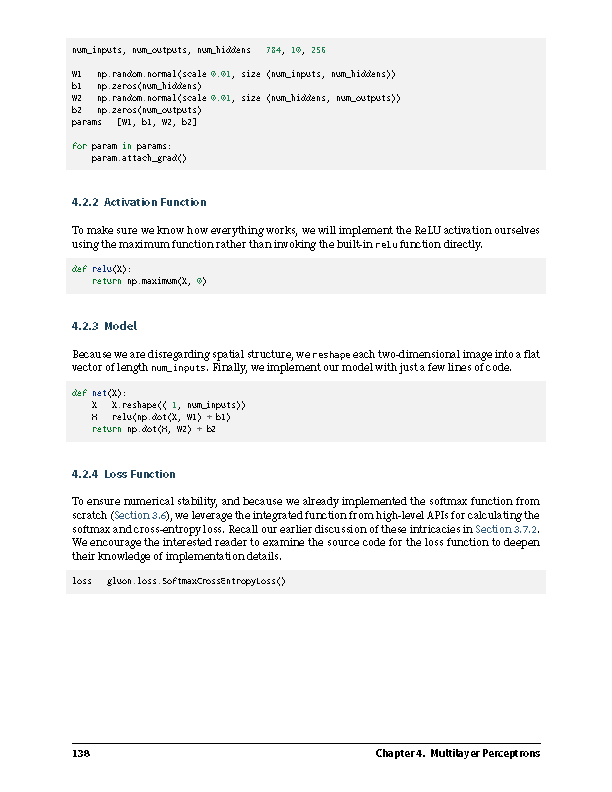 num_inputs, num_outputs, num_hiddens 784, 10, 256
W1 np.random.normal(scale 0.01, size (num_inputs, num_hiddens))
b1 np.zeros(num_hiddens)
W2 np.random.normal(scale 0.01, size (num_hiddens, num_outputs))
b2 np.zeros(num_outputs)
params [W1, b1, W2, b2]
for param in params:
param.attach_grad()
4.2.2 Activation Function
To make sure we know how everything works, we will implement the ReLU activation ourselves
using the maximum function rather than invoking the built-in relu function directly.
def relu(X):
return np.maximum(X, 0)
4.2.3 Model
Because we are disregarding spatial structure, we reshape each two-dimensional image into a flat
vector of length num_inputs. Finally, we implement our model with just a few lines of code.
def net(X):
X X.reshape(( 1, num_inputs))
H relu(np.dot(X, W1) + b1)
return np.dot(H, W2) + b2
4.2.4 Loss Function
To ensure numerical stability, and because we already implemented the softmax function from
scratch (Section 3.6), we leverage the integrated function from high-level APIs for calculating the
softmax and cross-entropy loss. Recall our earlier discussion of these intricacies in Section 3.7.2.
We encourage the interested reader to examine the source code for the loss function to deepen
their knowledge of implementation details.
loss gluon.loss.SoftmaxCrossEntropyLoss()
138 Chapter 4. Multilayer Perceptrons